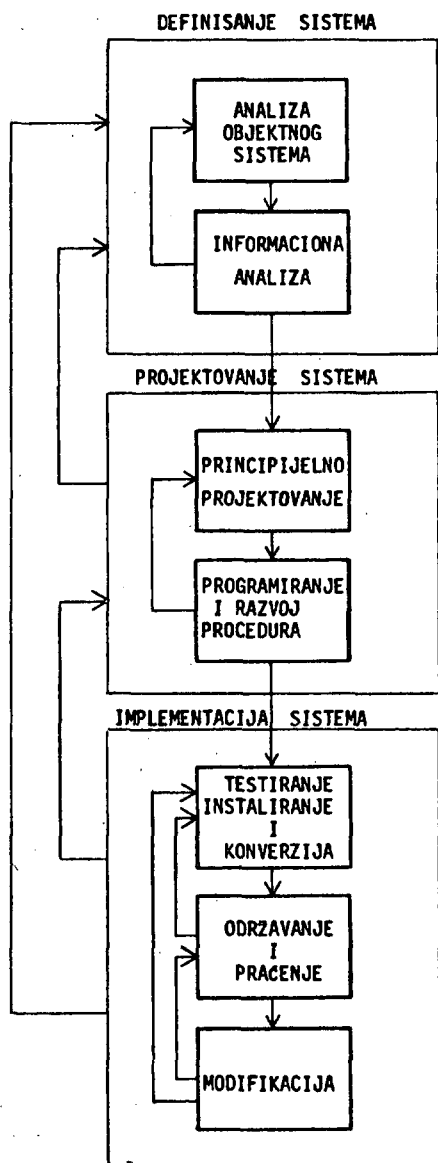 DEFINISANJE SISTEMA
ANALIZA
OBJEKTNOG
SISTEMA
INFORMACIONA
ANALIZA
PROJEKTOVANJE SISTEMA
PRINCIPIJELNO
PROJEKTOVANJE
PROGRAMIRANJE
I RAZVOJ
PROCEDURA
IMPLEMENTACIJA SISTEMA
TESTIRANJE
INSTALIRANJE
I
KONVERZIJA
ODRZAVANJE
I
PRAĆENJE
MODIFIKACIJA